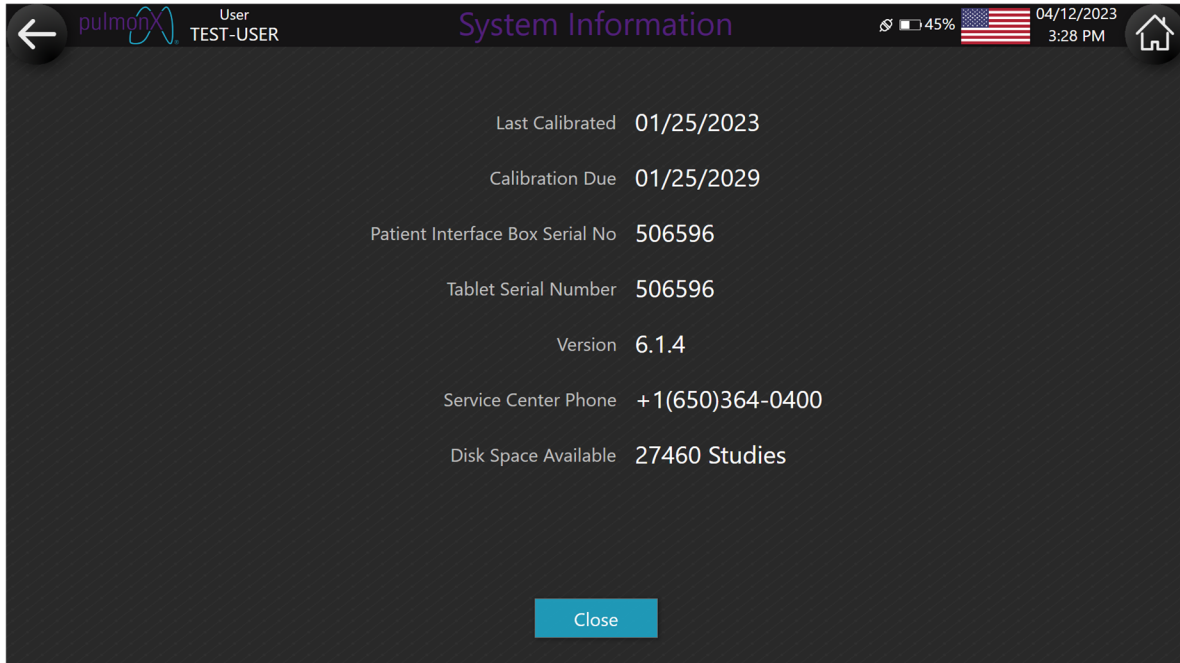 pulmonX User TEST-USER System Information 45% 04/12/2023 3:28 PM
Last Calibrated 01/25/2023
Calibration Due 01/25/2029
Patient Interface Box Serial No 506596
Tablet Serial Number 506596
Version 6.1.4
Service Center Phone +1(650)364-0400
Disk Space Available 27460 Studies
Close